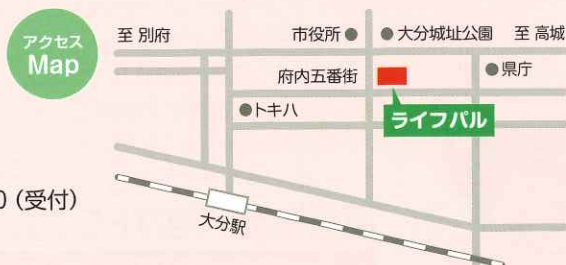 アクセス
Map
至 別府
市役所
大分城址公園
至 高城
府内五番街
県庁
トキハ
ライフパル
0 (受付)
大分駅